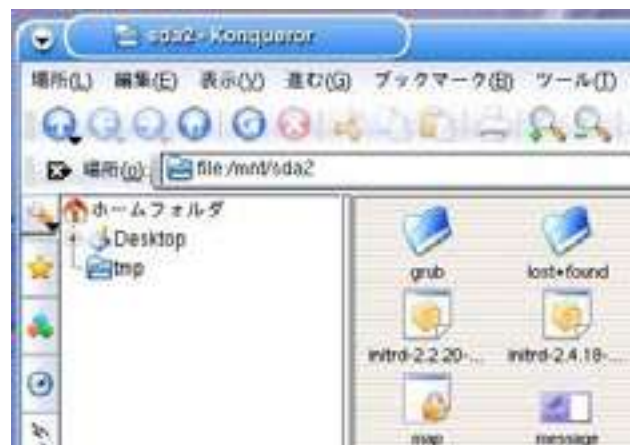 sda2 - Konqueror
場所(L) 編集(E) 表示(V) 進む(G) ブックマーク(B) ツール(T)
場所(o): file:/mnt/sda2
ホームフォルダ
Desktop
tmp
grub
lost+found
initrd-2.2.20-...
initrd-2.4.18-...
map
message